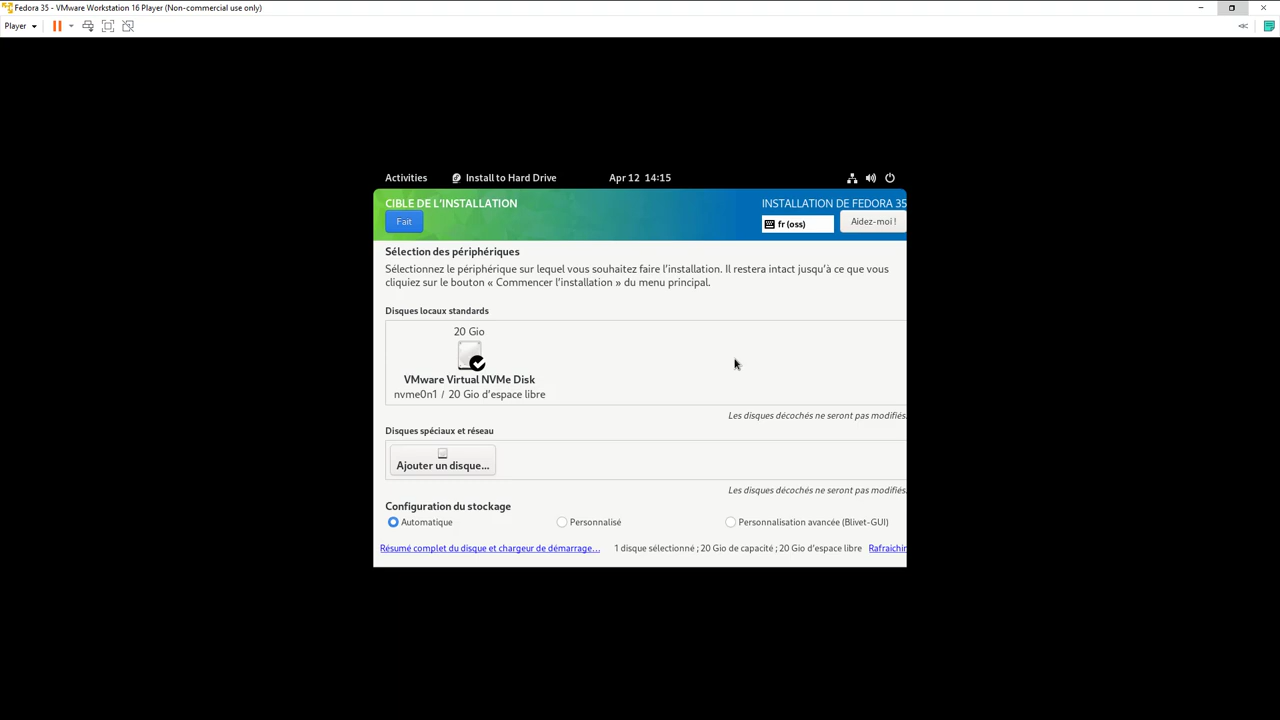 Fedora 35 - VMware Workstation 16 Player (Non-commercial use only)
Player
Activities
Install to Hard Drive
Apr 12 14:15
CIBLE DE L'INSTALLATION
INSTALLATION DE FEDORA 35
Fait
fr (oss)
Aidez-moi !
Sélection des périphériques
Sélectionnez le périphérique sur lequel vous souhaitez faire l'installation. Il restera intact jusqu'à ce que vous
cliquiez sur le bouton « Commencer l'installation » du menu principal.
Disques locaux standards
20 Gio
VMware Virtual NVMe Disk
nvme0n1 / 20 Gio d'espace libre
Les disques décochés ne seront pas modifiés.
Disques spéciaux et réseau
Ajouter un disque...
Les disques décochés ne seront pas modifiés.
Configuration du stockage
Automatique
Personnalisé
Personnalisation avancée (Blivet-GUI)
Résumé complet du disque et chargeur de démarrage...
1 disque sélectionné ; 20 Gio de capacité ; 20 Gio d'espace libre
Rafraichir